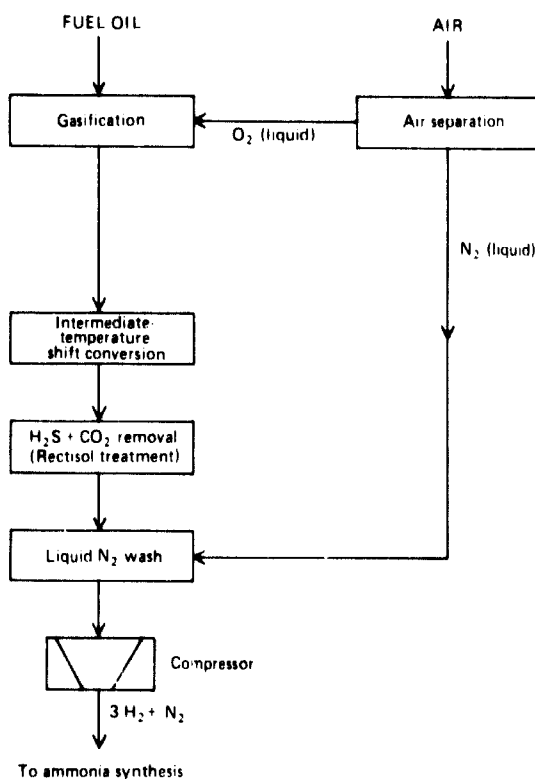 FUEL OIL
AIR
Gasification
O₂ (liquid)
Air separation
N₂ (liquid)
Intermediate-
temperature
shift conversion
H₂S + CO₂ removal
(Rectisol treatment)
Liquid N₂ wash
Compressor
3 H₂ + N₂
To ammonia synthesis